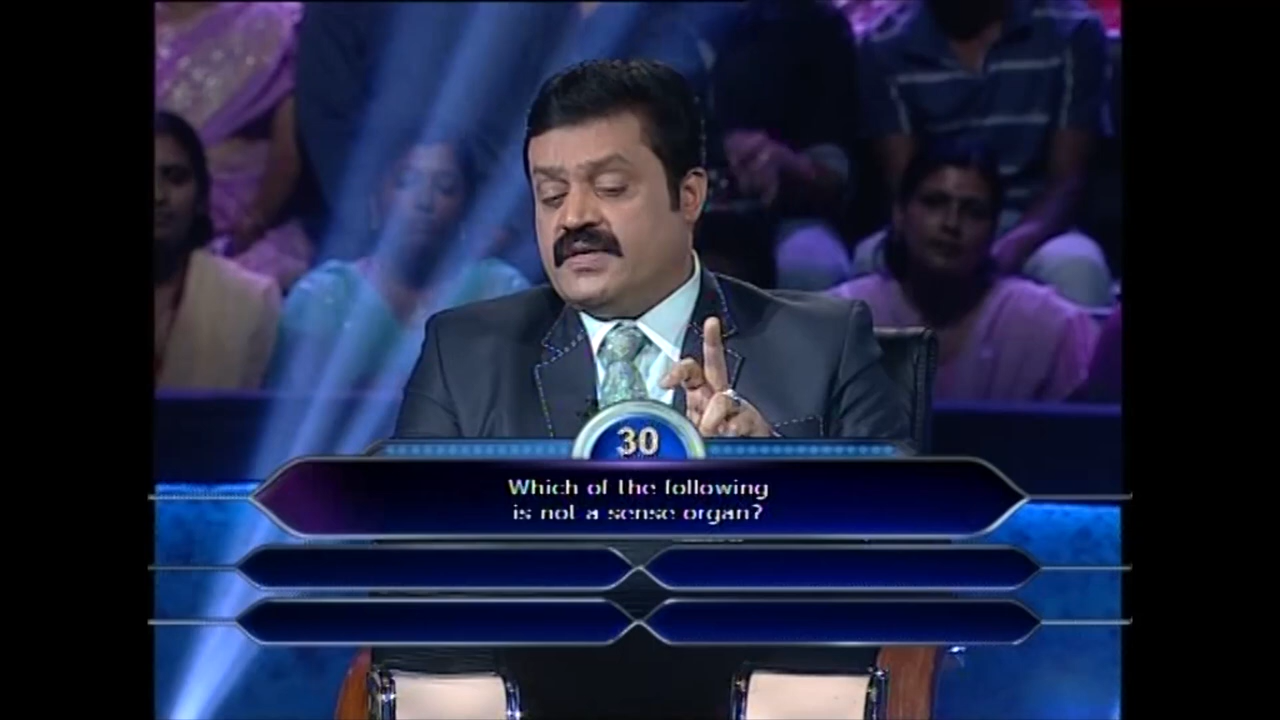 30
Which of the following
is not a sense organ?